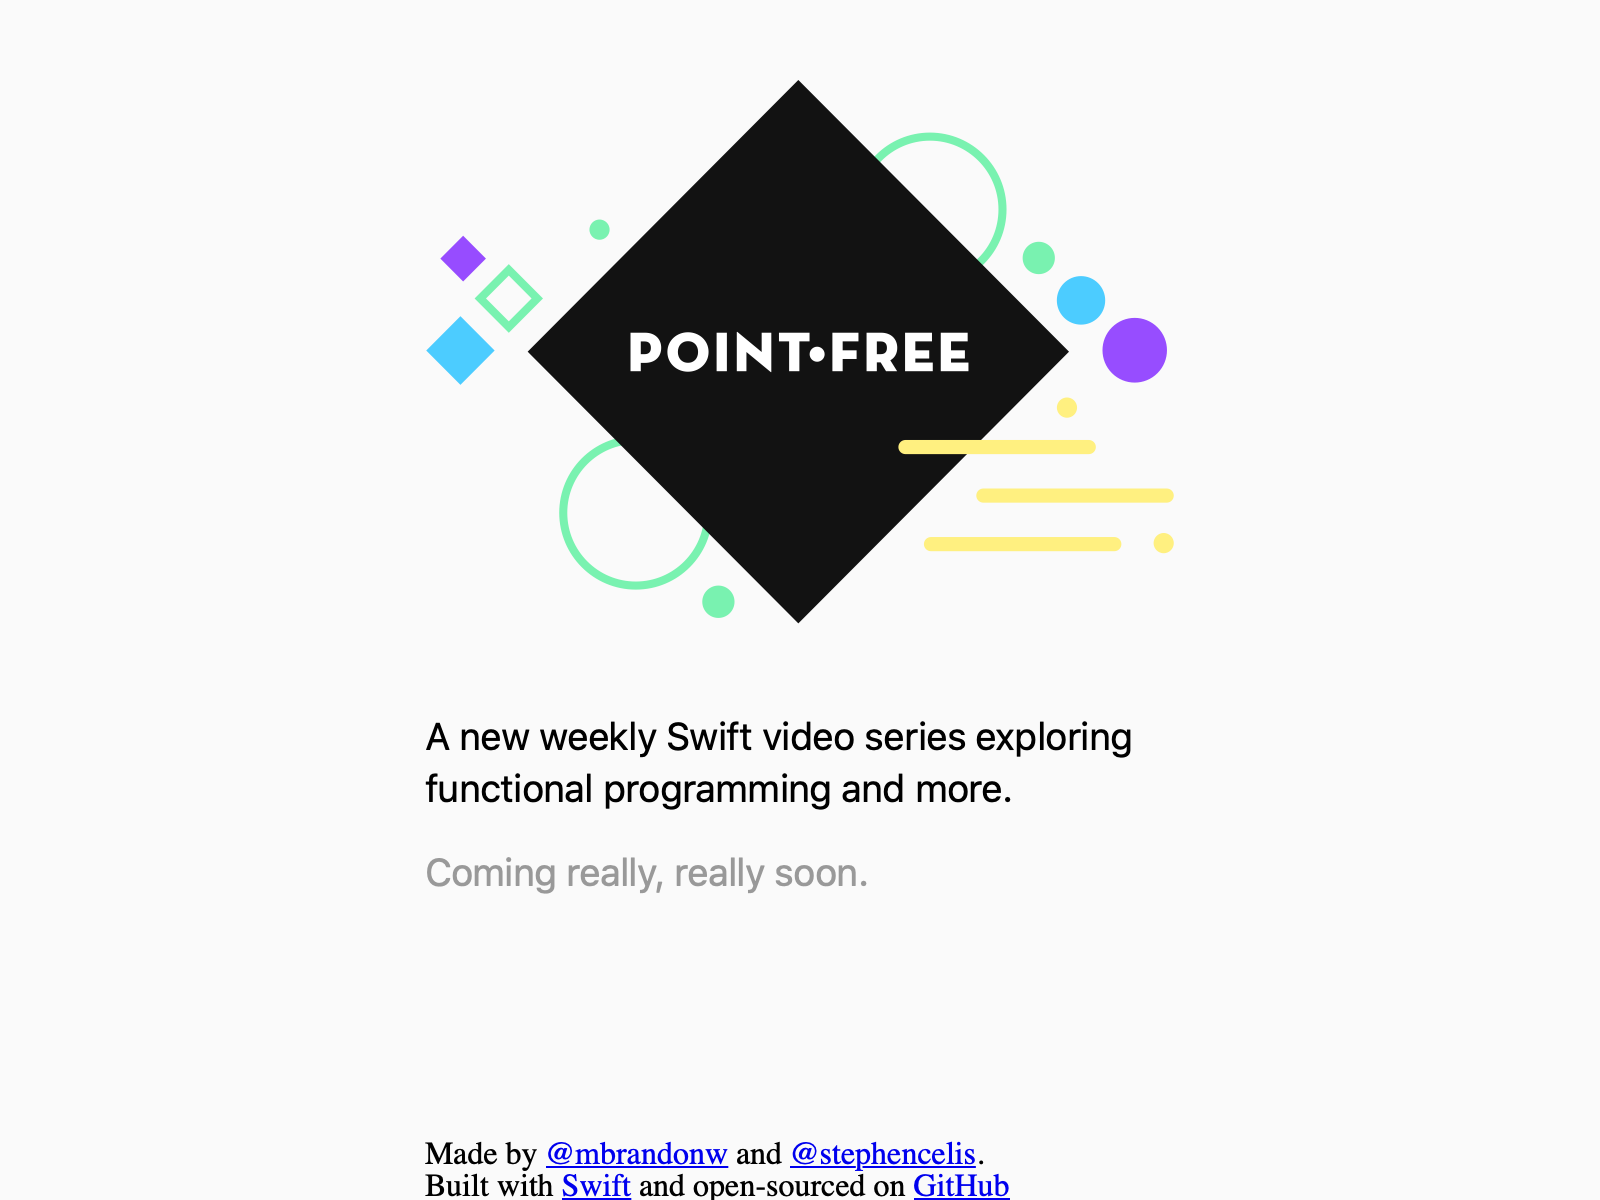 POINT•FREE
A new weekly Swift video series exploring
functional programming and more.
Coming really, really soon.
Made by @mbrandonw and @stephencelis.
Built with Swift and open-sourced on GitHub